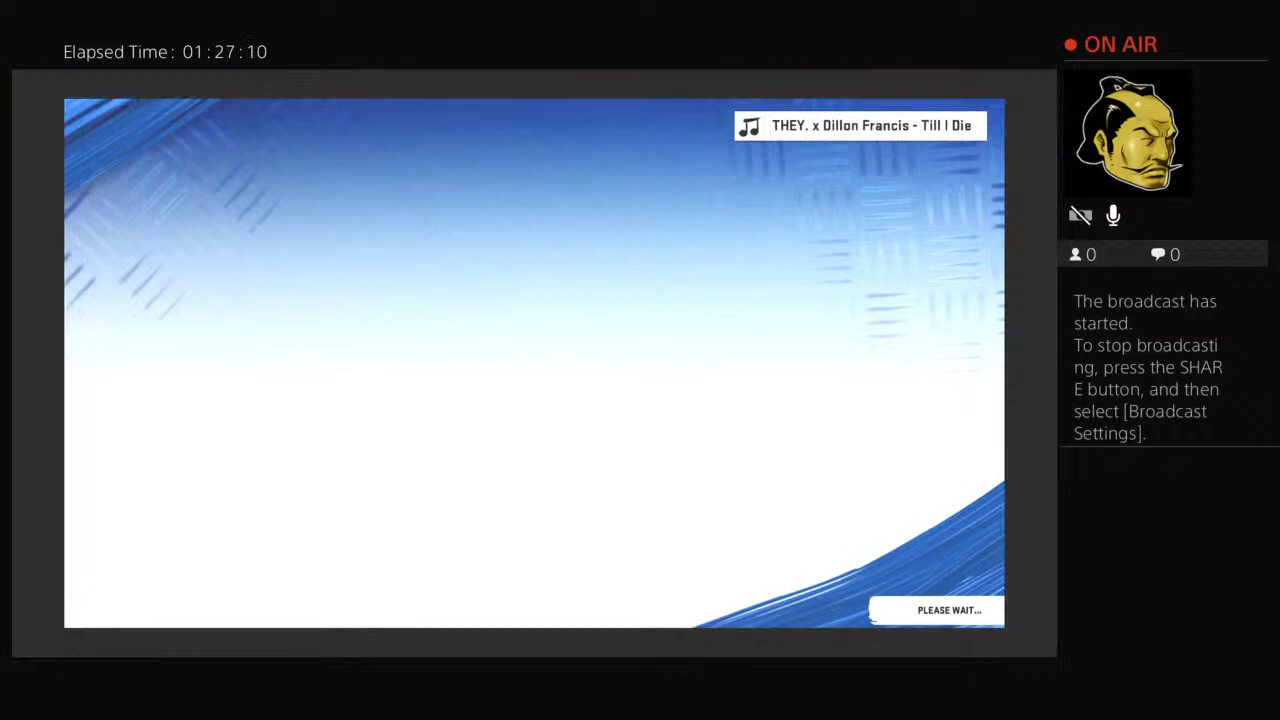 Elapsed Time: 01:27:10
ON AIR
THEY. x Dillon Francis - Till I Die
0
0
The broadcast has
started.
To stop broadcasti
ng, press the SHAR
E button, and then
select [Broadcast
Settings].
PLEASE WAIT...